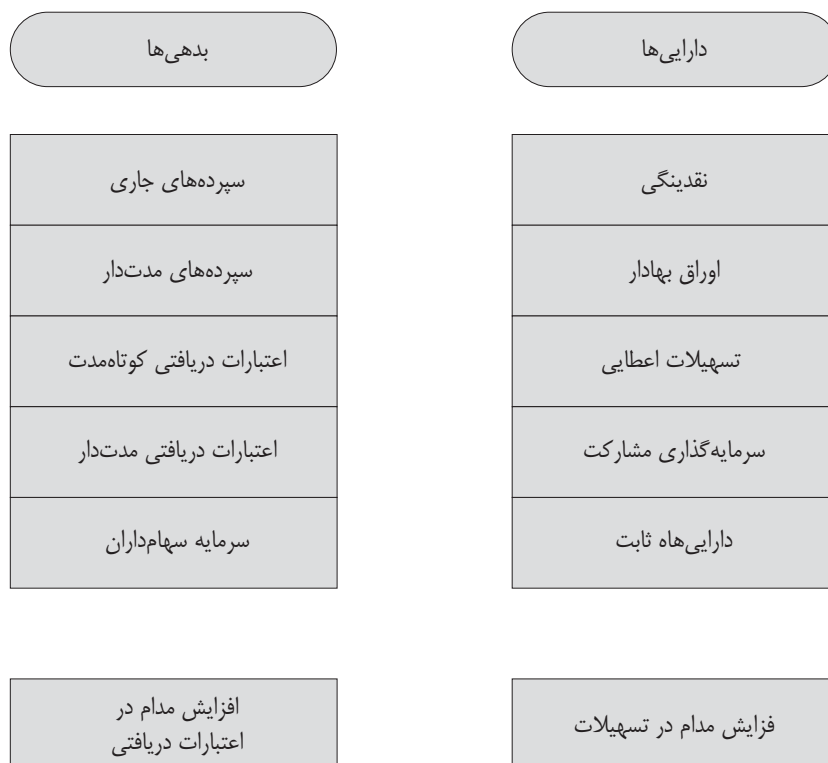 دارایی‌ها
نقدینگی
اوراق بهادار
تسهیلات اعطایی
سرمایه‌گذاری مشارکت
دارایی‌هاه ثابت
فزایش مدام در تسهیلات
بدهی‌ها
سپرده‌های جاری
سپرده‌های مدت‌دار
اعتبارات دریافتی کوتاه‌مدت
اعتبارات دریافتی مدت‌دار
سرمایه سهام‌داران
افزایش مدام در
اعتبارات دریافتی